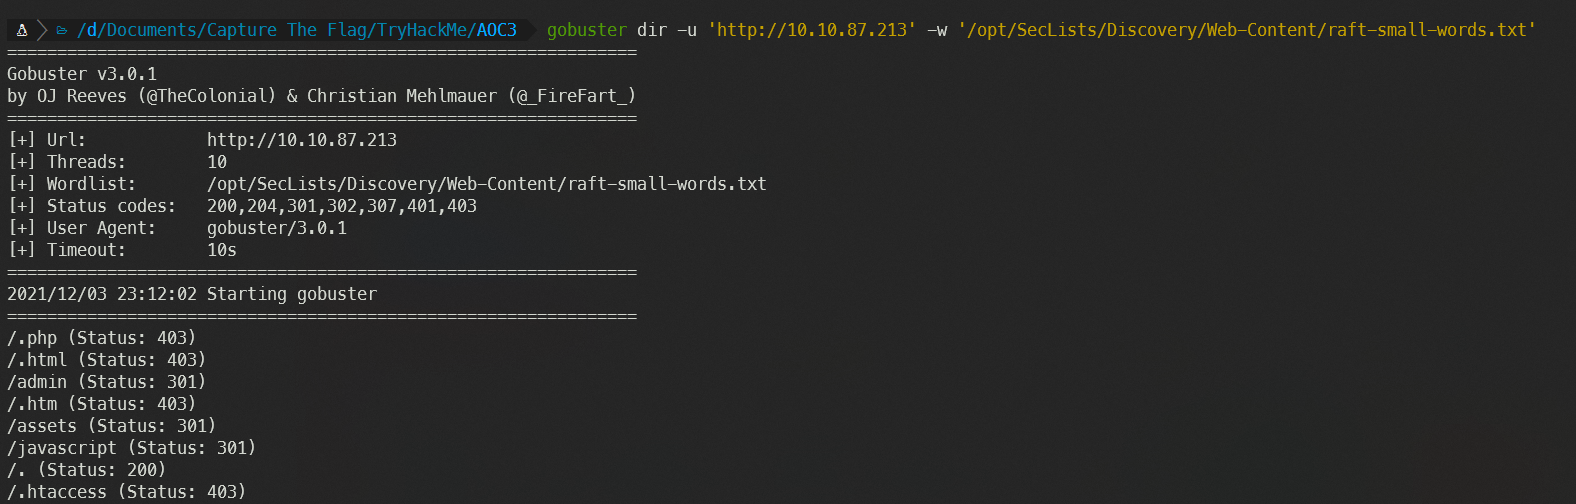 /d/Documents/Capture The Flag/TryHackMe/AOC3 gobuster dir -u 'http://10.10.87.213' -w '/opt/SecLists/Discovery/Web-Content/raft-small-words.txt'
===============================================================
Gobuster v3.0.1
by OJ Reeves (@TheColonial) & Christian Mehlmauer (@_FireFart_)
===============================================================
[+] Url:            http://10.10.87.213
[+] Threads:        10
[+] Wordlist:       /opt/SecLists/Discovery/Web-Content/raft-small-words.txt
[+] Status codes:   200,204,301,302,307,401,403
[+] User Agent:     gobuster/3.0.1
[+] Timeout:        10s
===============================================================
2021/12/03 23:12:02 Starting gobuster
===============================================================
/.php (Status: 403)
/.html (Status: 403)
/admin (Status: 301)
/.htm (Status: 403)
/assets (Status: 301)
/javascript (Status: 301)
/. (Status: 200)
/.htaccess (Status: 403)